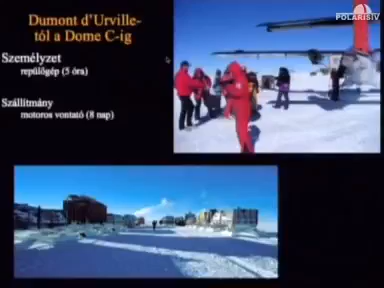 POLARISIV
Dumont d'Urville-
tól a Dome C-ig
Személyzet
repülőgép (5 óra)
Szállítmány
motoros vontató (8 nap)